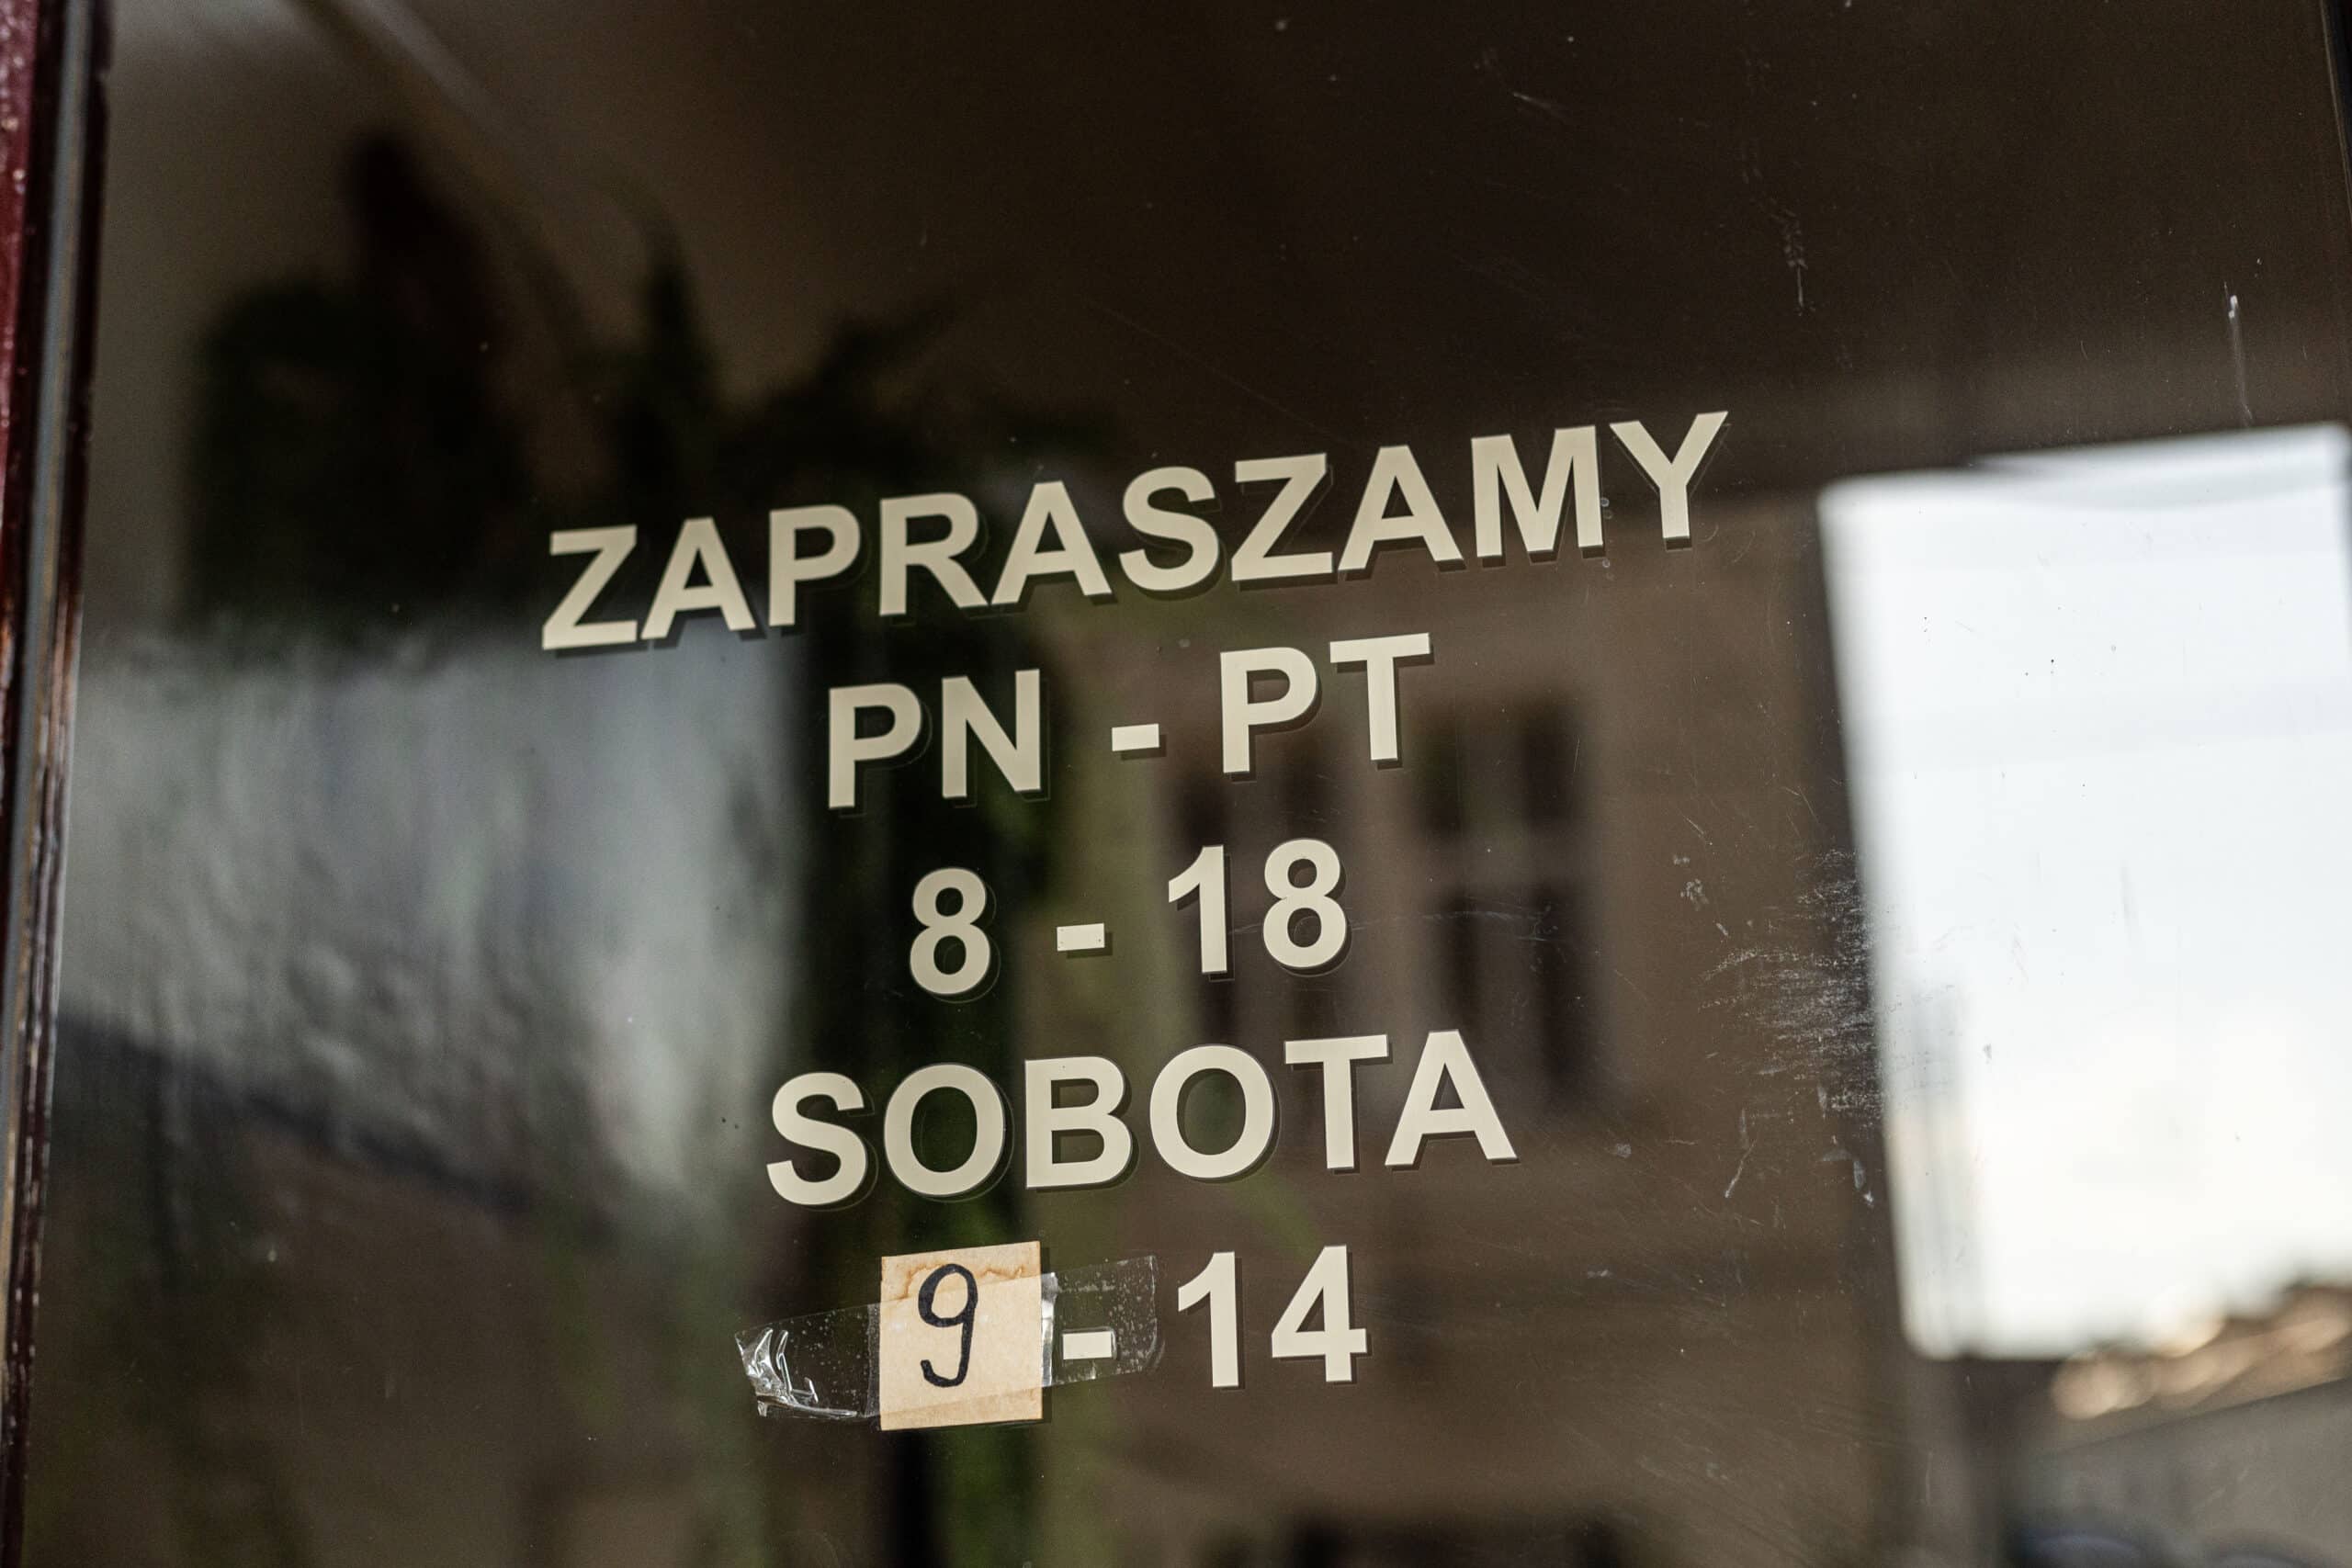 ZAPRASZAMY
PN - PT
8 - 18
SOBOTA
9 - 14